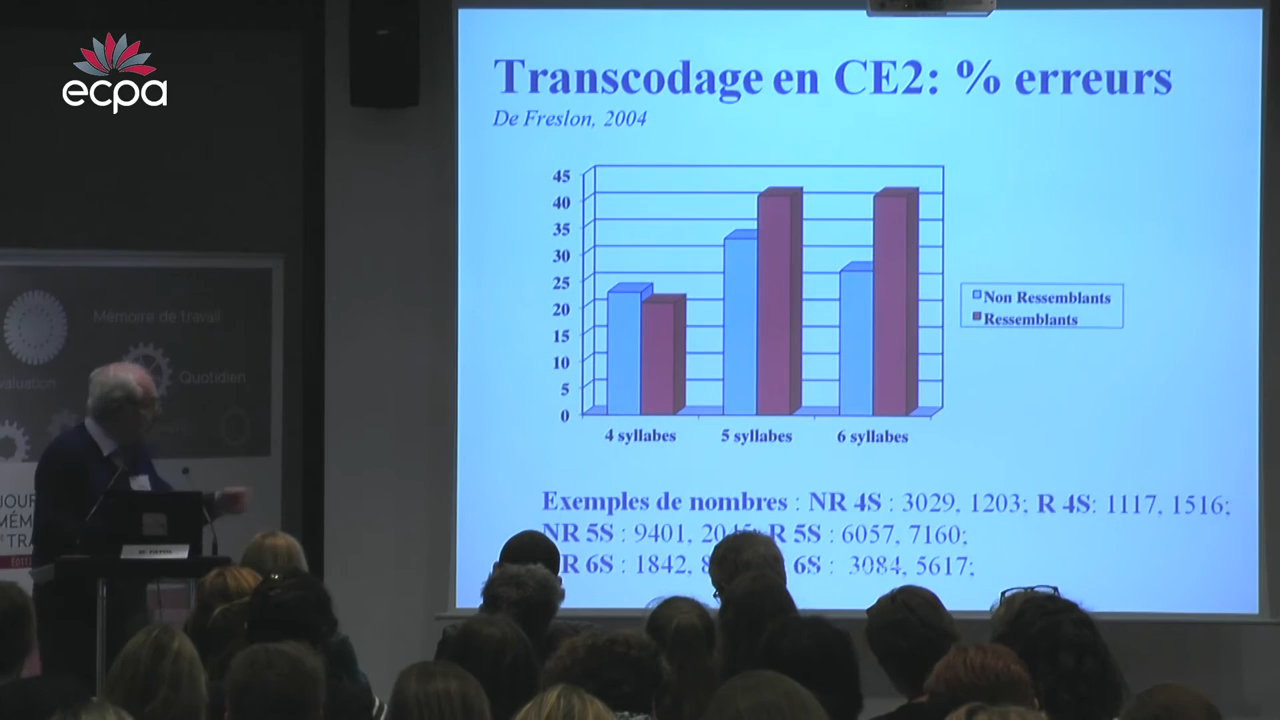 ecpa
Transcodage en CE2: % erreurs
De Freslon, 2004
45
40
35
30
25
20
15
10
5
0
4 syllabes 5 syllabes 6 syllabes
Non Ressemblants
Ressemblants
Exemples de nombres : NR 4S : 3029, 1203; R 4S: 1117, 1516;
NR 5S : 9401, R 5S : 6057, 7160;
R 6S : 1842, 6S : 3084, 5617;
Mémoire de travail
Quotidien